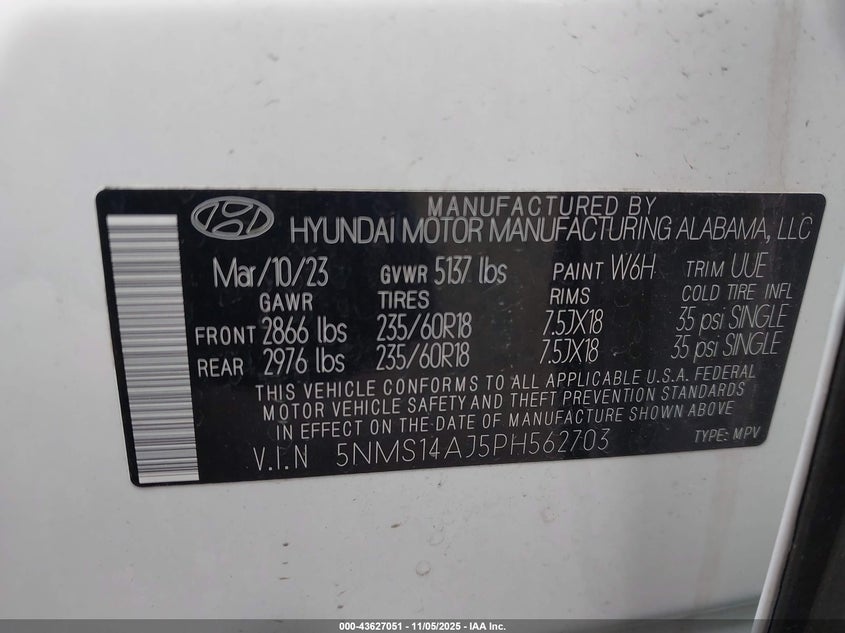 MANUFACTURED BY
HYUNDAI MOTOR MANUFACTURING ALABAMA, LLC
Mar/10/23 GVWR 5137 lbs PAINT W6H TRIM UUE
GAWR TIRES RIMS COLD TIRE INFL
FRONT 2866 lbs 235/60R18 7.5JX18 35 psi SINGLE
REAR 2976 lbs 235/60R18 7.5JX18 35 psi SINGLE
THIS VEHICLE CONFORMS TO ALL APPLICABLE U.S.A. FEDERAL
MOTOR VEHICLE SAFETY AND THEFT PREVENTION STANDARDS
IN EFFECT ON THE DATE OF MANUFACTURE SHOWN ABOVE
V.I.N 5NMS14AJ5PH562703 TYPE: MPV
000-43627051 - 11/05/2025 - IAA Inc.